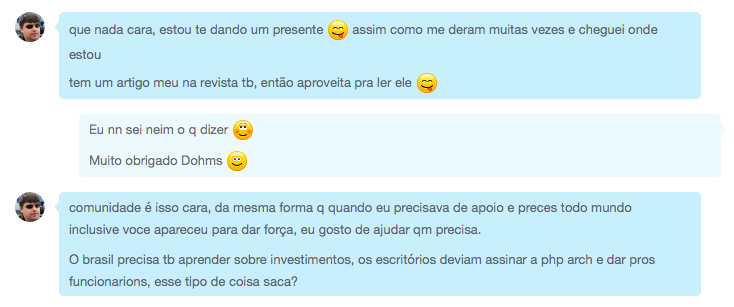 que nada cara, estou te dando um presente 😋 assim como me deram muitas vezes e cheguei onde
estou
tem um artigo meu na revista tb, então aproveita pra ler ele 😋
Eu nn sei neim o q dizer ☺️
Muito obrigado Dohms 🙂
comunidade é isso cara, da mesma forma q quando eu precisava de apoio e preces todo mundo
inclusive voce apareceu para dar força, eu gosto de ajudar qm precisa.
O brasil precisa tb aprender sobre investimentos, os escritórios deviam assinar a php arch e dar pros
funcionarions, esse tipo de coisa saca?